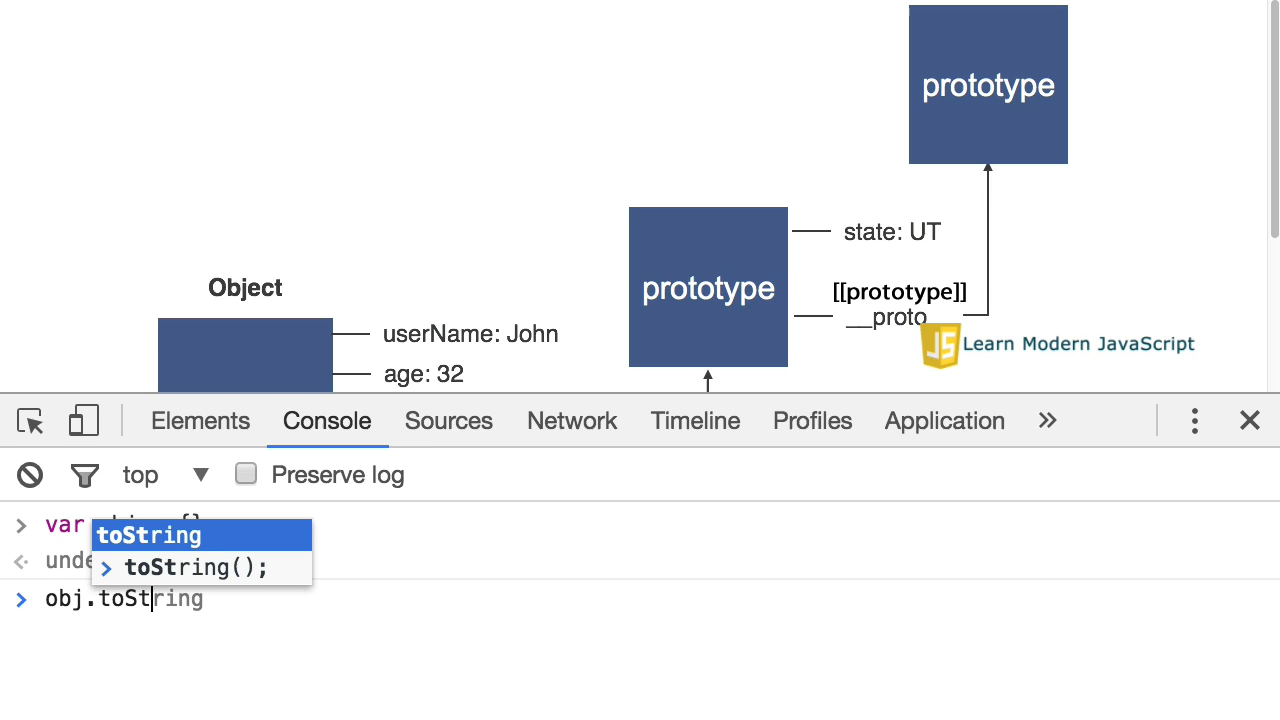 prototype
state: UT
prototype
[[prototype]]
__proto
Object
userName: John
JS Learn Modern JavaScript
age: 32
Elements Console Sources Network Timeline Profiles Application »
top ▼ Preserve log
> var
toString
unde
> toString();
> obj.toString